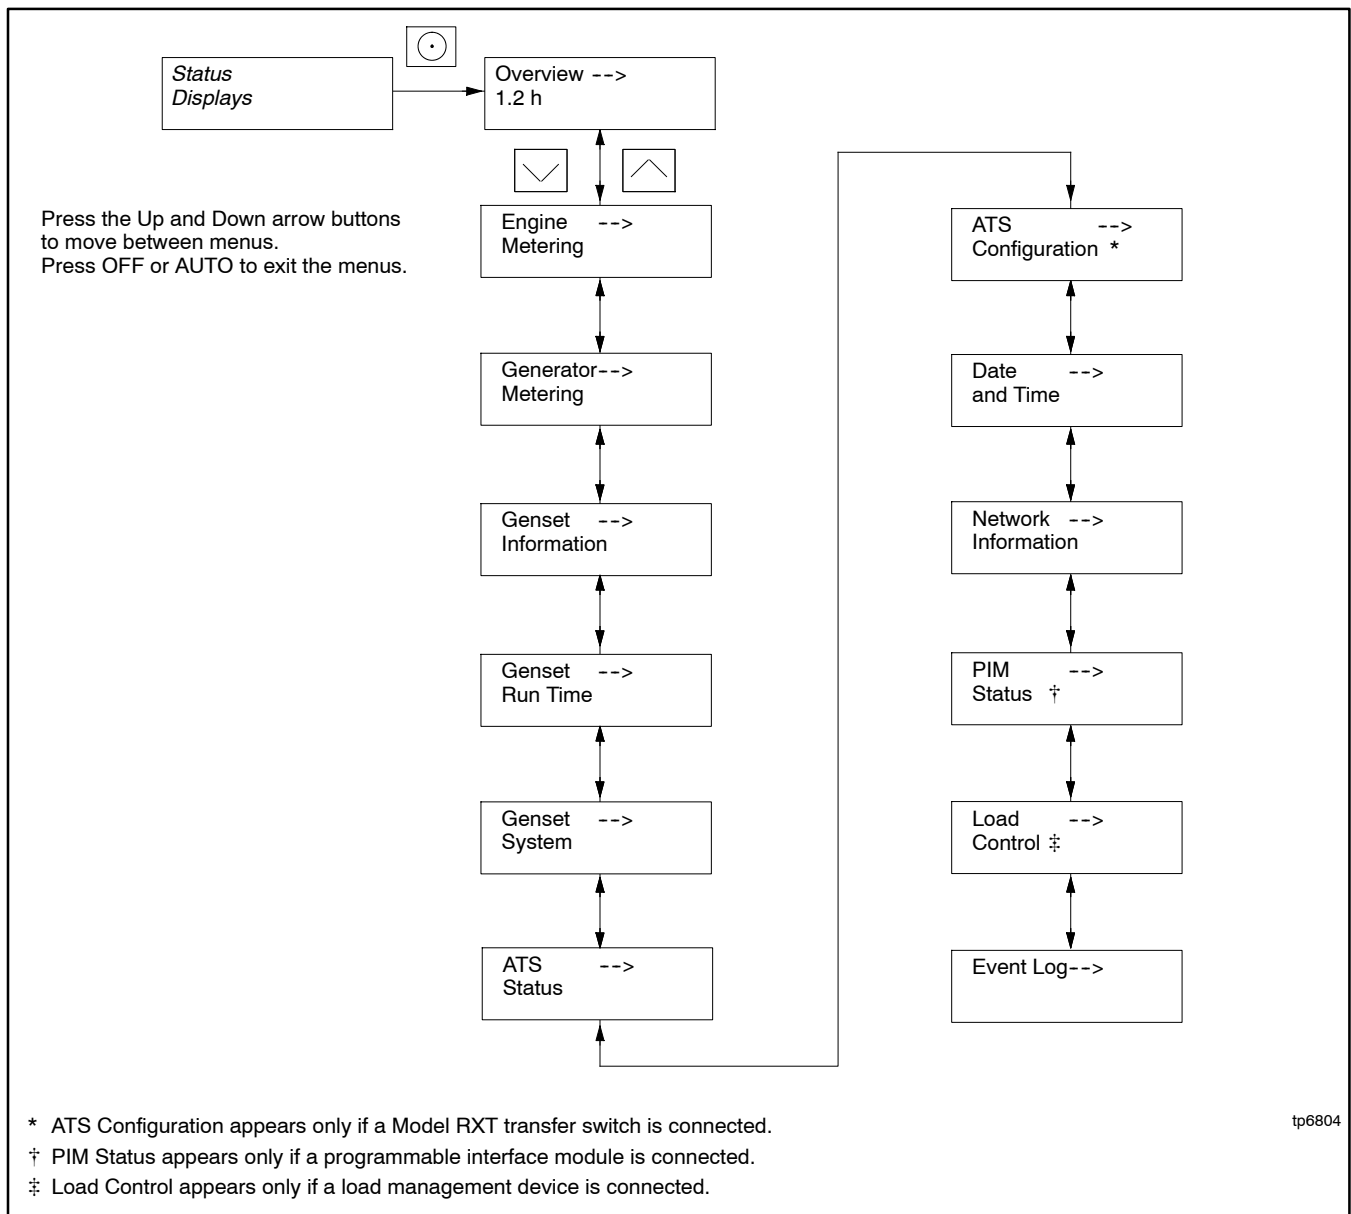 Status
Displays
Overview -->
1.2 h
Press the Up and Down arrow buttons
to move between menus.
Press OFF or AUTO to exit the menus.
Engine -->
Metering
Generator-->
Metering
Genset -->
Information
Genset -->
Run Time
Genset -->
System
ATS -->
Status
ATS -->
Configuration *
Date -->
and Time
Network -->
Information
PIM -->
Status †
Load -->
Control ‡
Event Log-->
* ATS Configuration appears only if a Model RXT transfer switch is connected.
† PIM Status appears only if a programmable interface module is connected.
‡ Load Control appears only if a load management device is connected.
tp6804